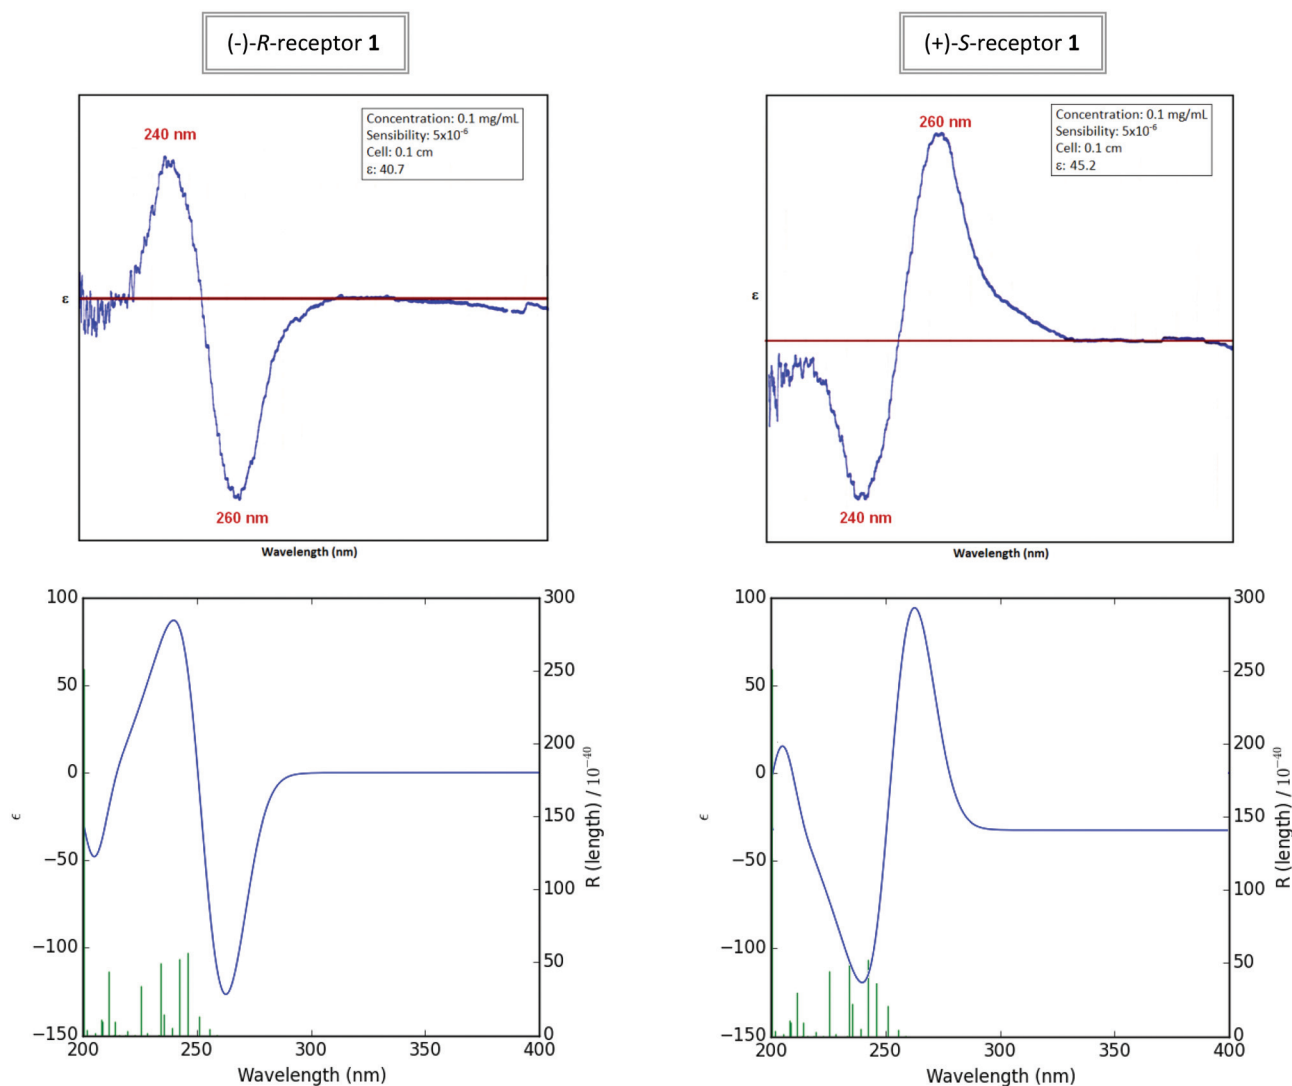 (-)-R-receptor 1
(+)-S-receptor 1
240 nm
Concentration: 0.1 mg/mL
Sensibility: 5x10⁻⁶
Cell: 0.1 cm
ε: 40.7
ε
260 nm
Wavelength (nm)
260 nm
Concentration: 0.1 mg/mL
Sensibility: 5x10⁻⁶
Cell: 0.1 cm
ε: 45.2
ε
240 nm
Wavelength (nm)
100
50
0
−50
−100
−150
ϵ
300
250
200
150
100
50
0
R (length) / 10⁻⁴⁰
200 250 300 350 400
Wavelength (nm)
100
50
0
−50
−100
−150
ϵ
300
250
200
150
100
50
0
R (length) / 10⁻⁴⁰
200 250 300 350 400
Wavelength (nm)